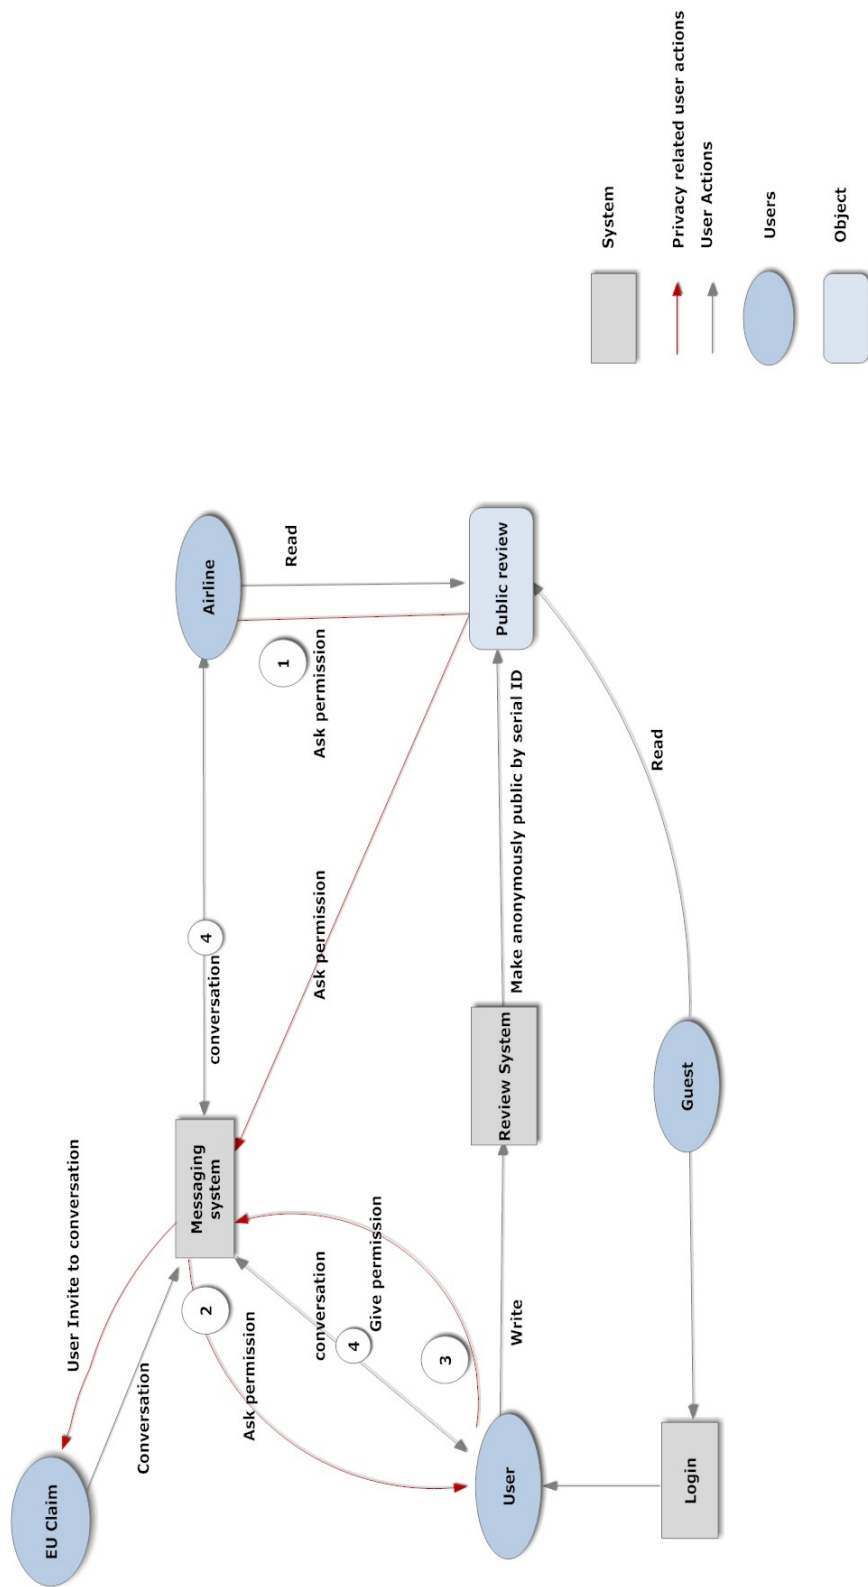 EU Claim
User Invite to conversation
Conversation
Messaging
system
conversation
4
Airline
2
Ask permission
conversation
4
Give permission
3
Ask permission
Ask permission
1
Read
User
Write
Review System
Make anonymously public by serial ID
Public review
Login
Guest
Read
System
Privacy related user actions
User Actions
Users
Object